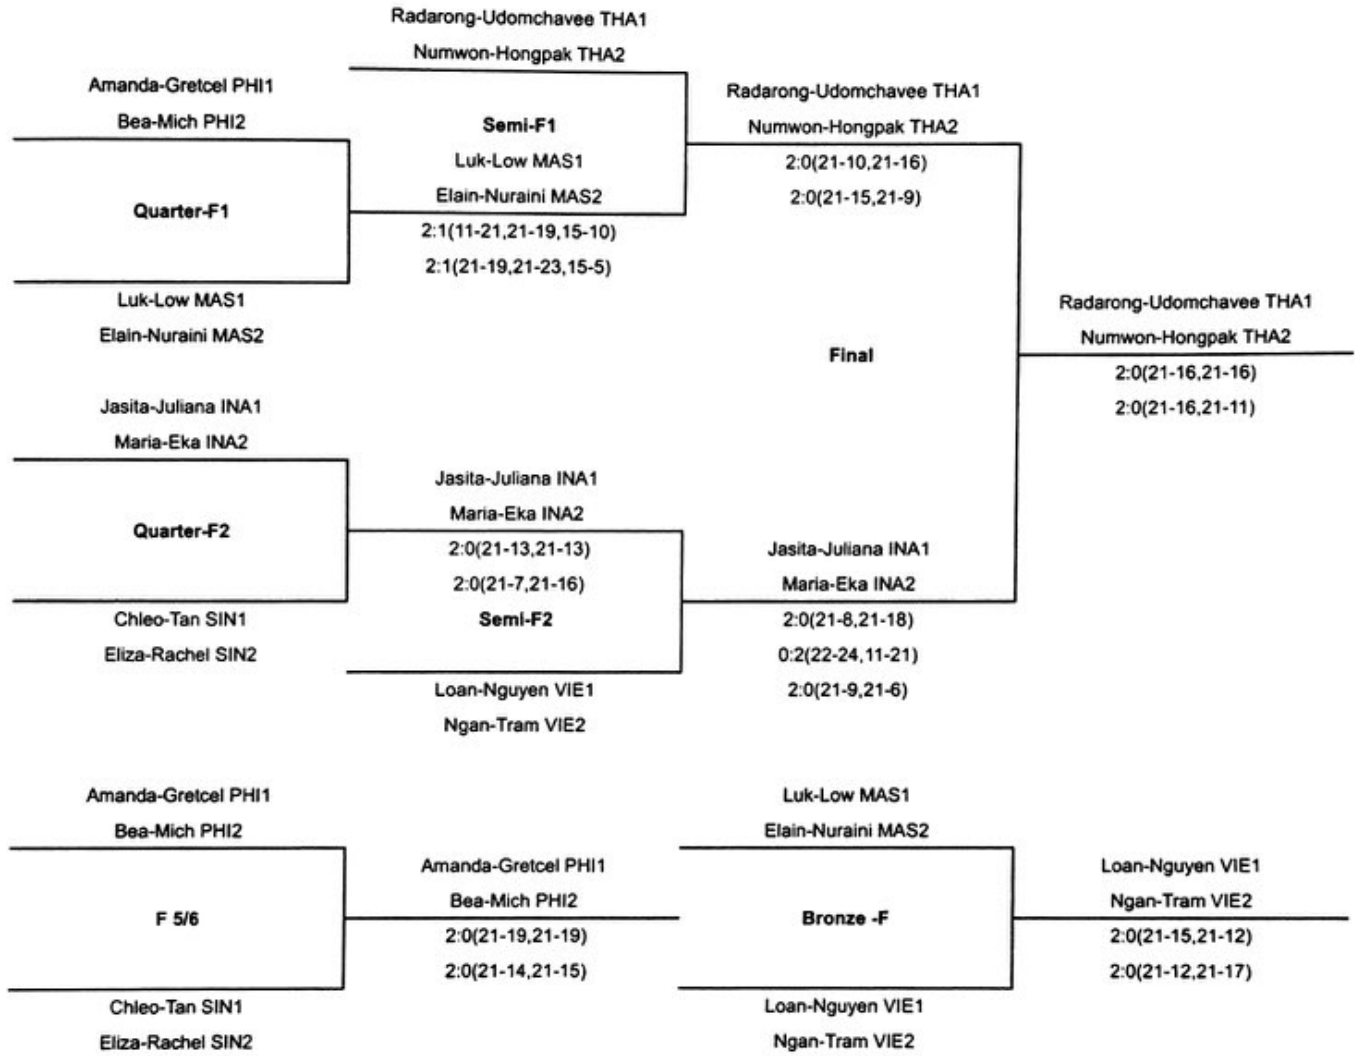 Radarong-Udomchavee THA1
Numwon-Hongpak THA2
Amanda-Gretcel PHI1
Bea-Mich PHI2
Quarter-F1
Luk-Low MAS1
Elain-Nuraini MAS2
Semi-F1
Luk-Low MAS1
Elain-Nuraini MAS2
2:1(11-21,21-19,15-10)
2:1(21-19,21-23,15-5)
Radarong-Udomchavee THA1
Numwon-Hongpak THA2
2:0(21-10,21-16)
2:0(21-15,21-9)
Final
Radarong-Udomchavee THA1
Numwon-Hongpak THA2
2:0(21-16,21-16)
2:0(21-16,21-11)
Jasita-Juliana INA1
Maria-Eka INA2
Quarter-F2
Chleo-Tan SIN1
Eliza-Rachel SIN2
Jasita-Juliana INA1
Maria-Eka INA2
2:0(21-13,21-13)
2:0(21-7,21-16)
Semi-F2
Loan-Nguyen VIE1
Ngan-Tram VIE2
Jasita-Juliana INA1
Maria-Eka INA2
2:0(21-8,21-18)
0:2(22-24,11-21)
2:0(21-9,21-6)
Amanda-Gretcel PHI1
Bea-Mich PHI2
F 5/6
Chleo-Tan SIN1
Eliza-Rachel SIN2
Amanda-Gretcel PHI1
Bea-Mich PHI2
2:0(21-19,21-19)
2:0(21-14,21-15)
Luk-Low MAS1
Elain-Nuraini MAS2
Bronze -F
Loan-Nguyen VIE1
Ngan-Tram VIE2
Loan-Nguyen VIE1
Ngan-Tram VIE2
2:0(21-15,21-12)
2:0(21-12,21-17)